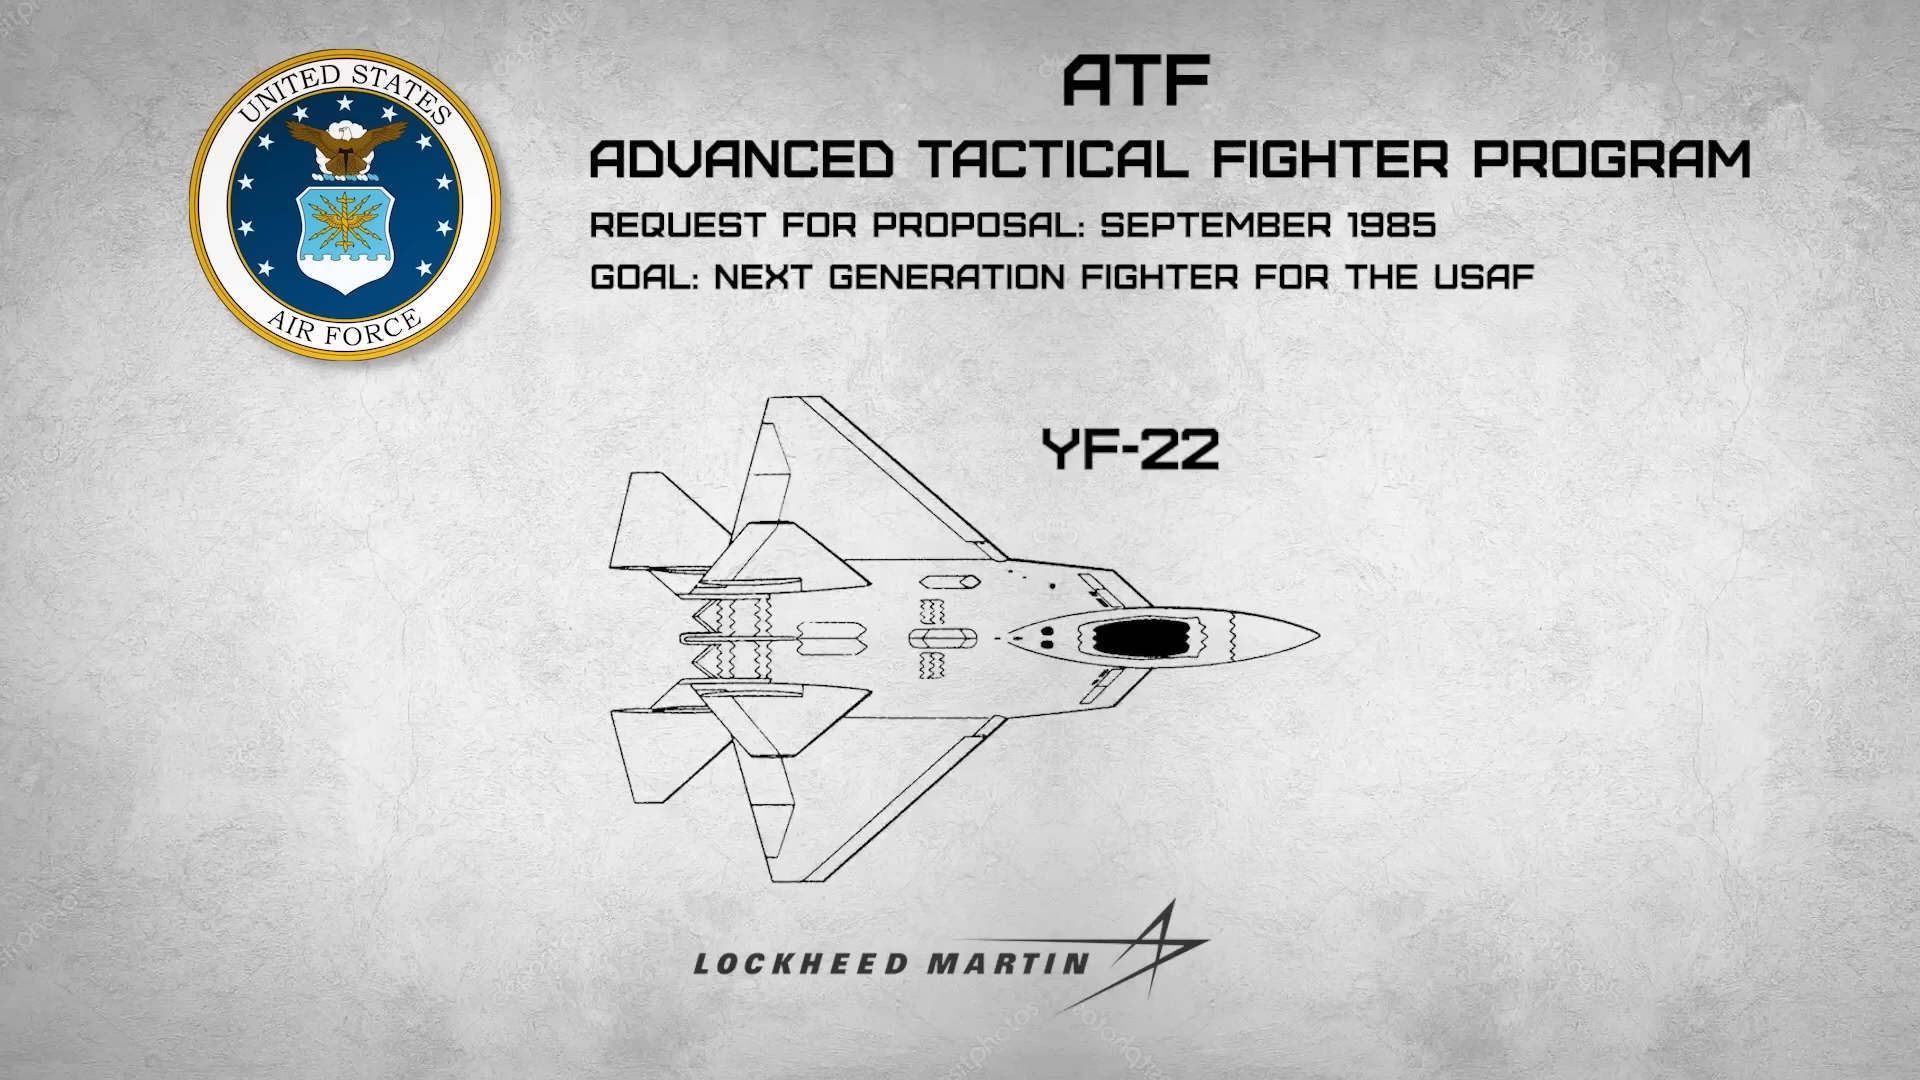 UNITED STATES
AIR FORCE
ATF
ADVANCED TACTICAL FIGHTER PROGRAM
REQUEST FOR PROPOSAL: SEPTEMBER 1985
GOAL: NEXT GENERATION FIGHTER FOR THE USAF
YF-22
LOCKHEED MARTIN